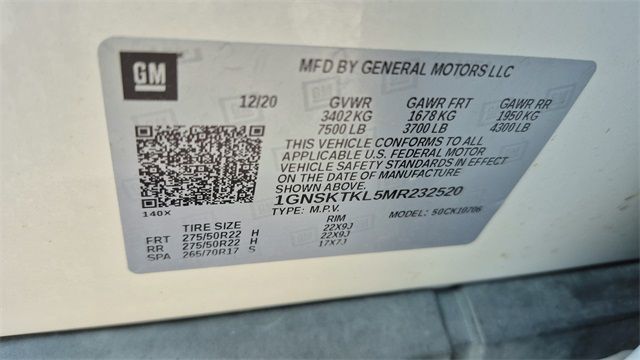 GM
MFD BY GENERAL MOTORS LLC
12/20 GVWR GAWR FRT GAWR RR
3402 KG 1678 KG 1950 KG
7500 LB 3700 LB 4300 LB
THIS VEHICLE CONFORMS TO ALL
APPLICABLE U.S. FEDERAL MOTOR
VEHICLE SAFETY STANDARDS IN EFFECT
ON THE DATE OF MANUFACTURE
SHOWN ABOVE.
1GNSKTKL5MR232520
140X TYPE: M.P.V. MODEL: 50CK10706
TIRE SIZE RIM
FRT 275/50R22 H 22X9J
RR 275/50R22 H 22X9J
SPA 265/70R17 S 17X7J